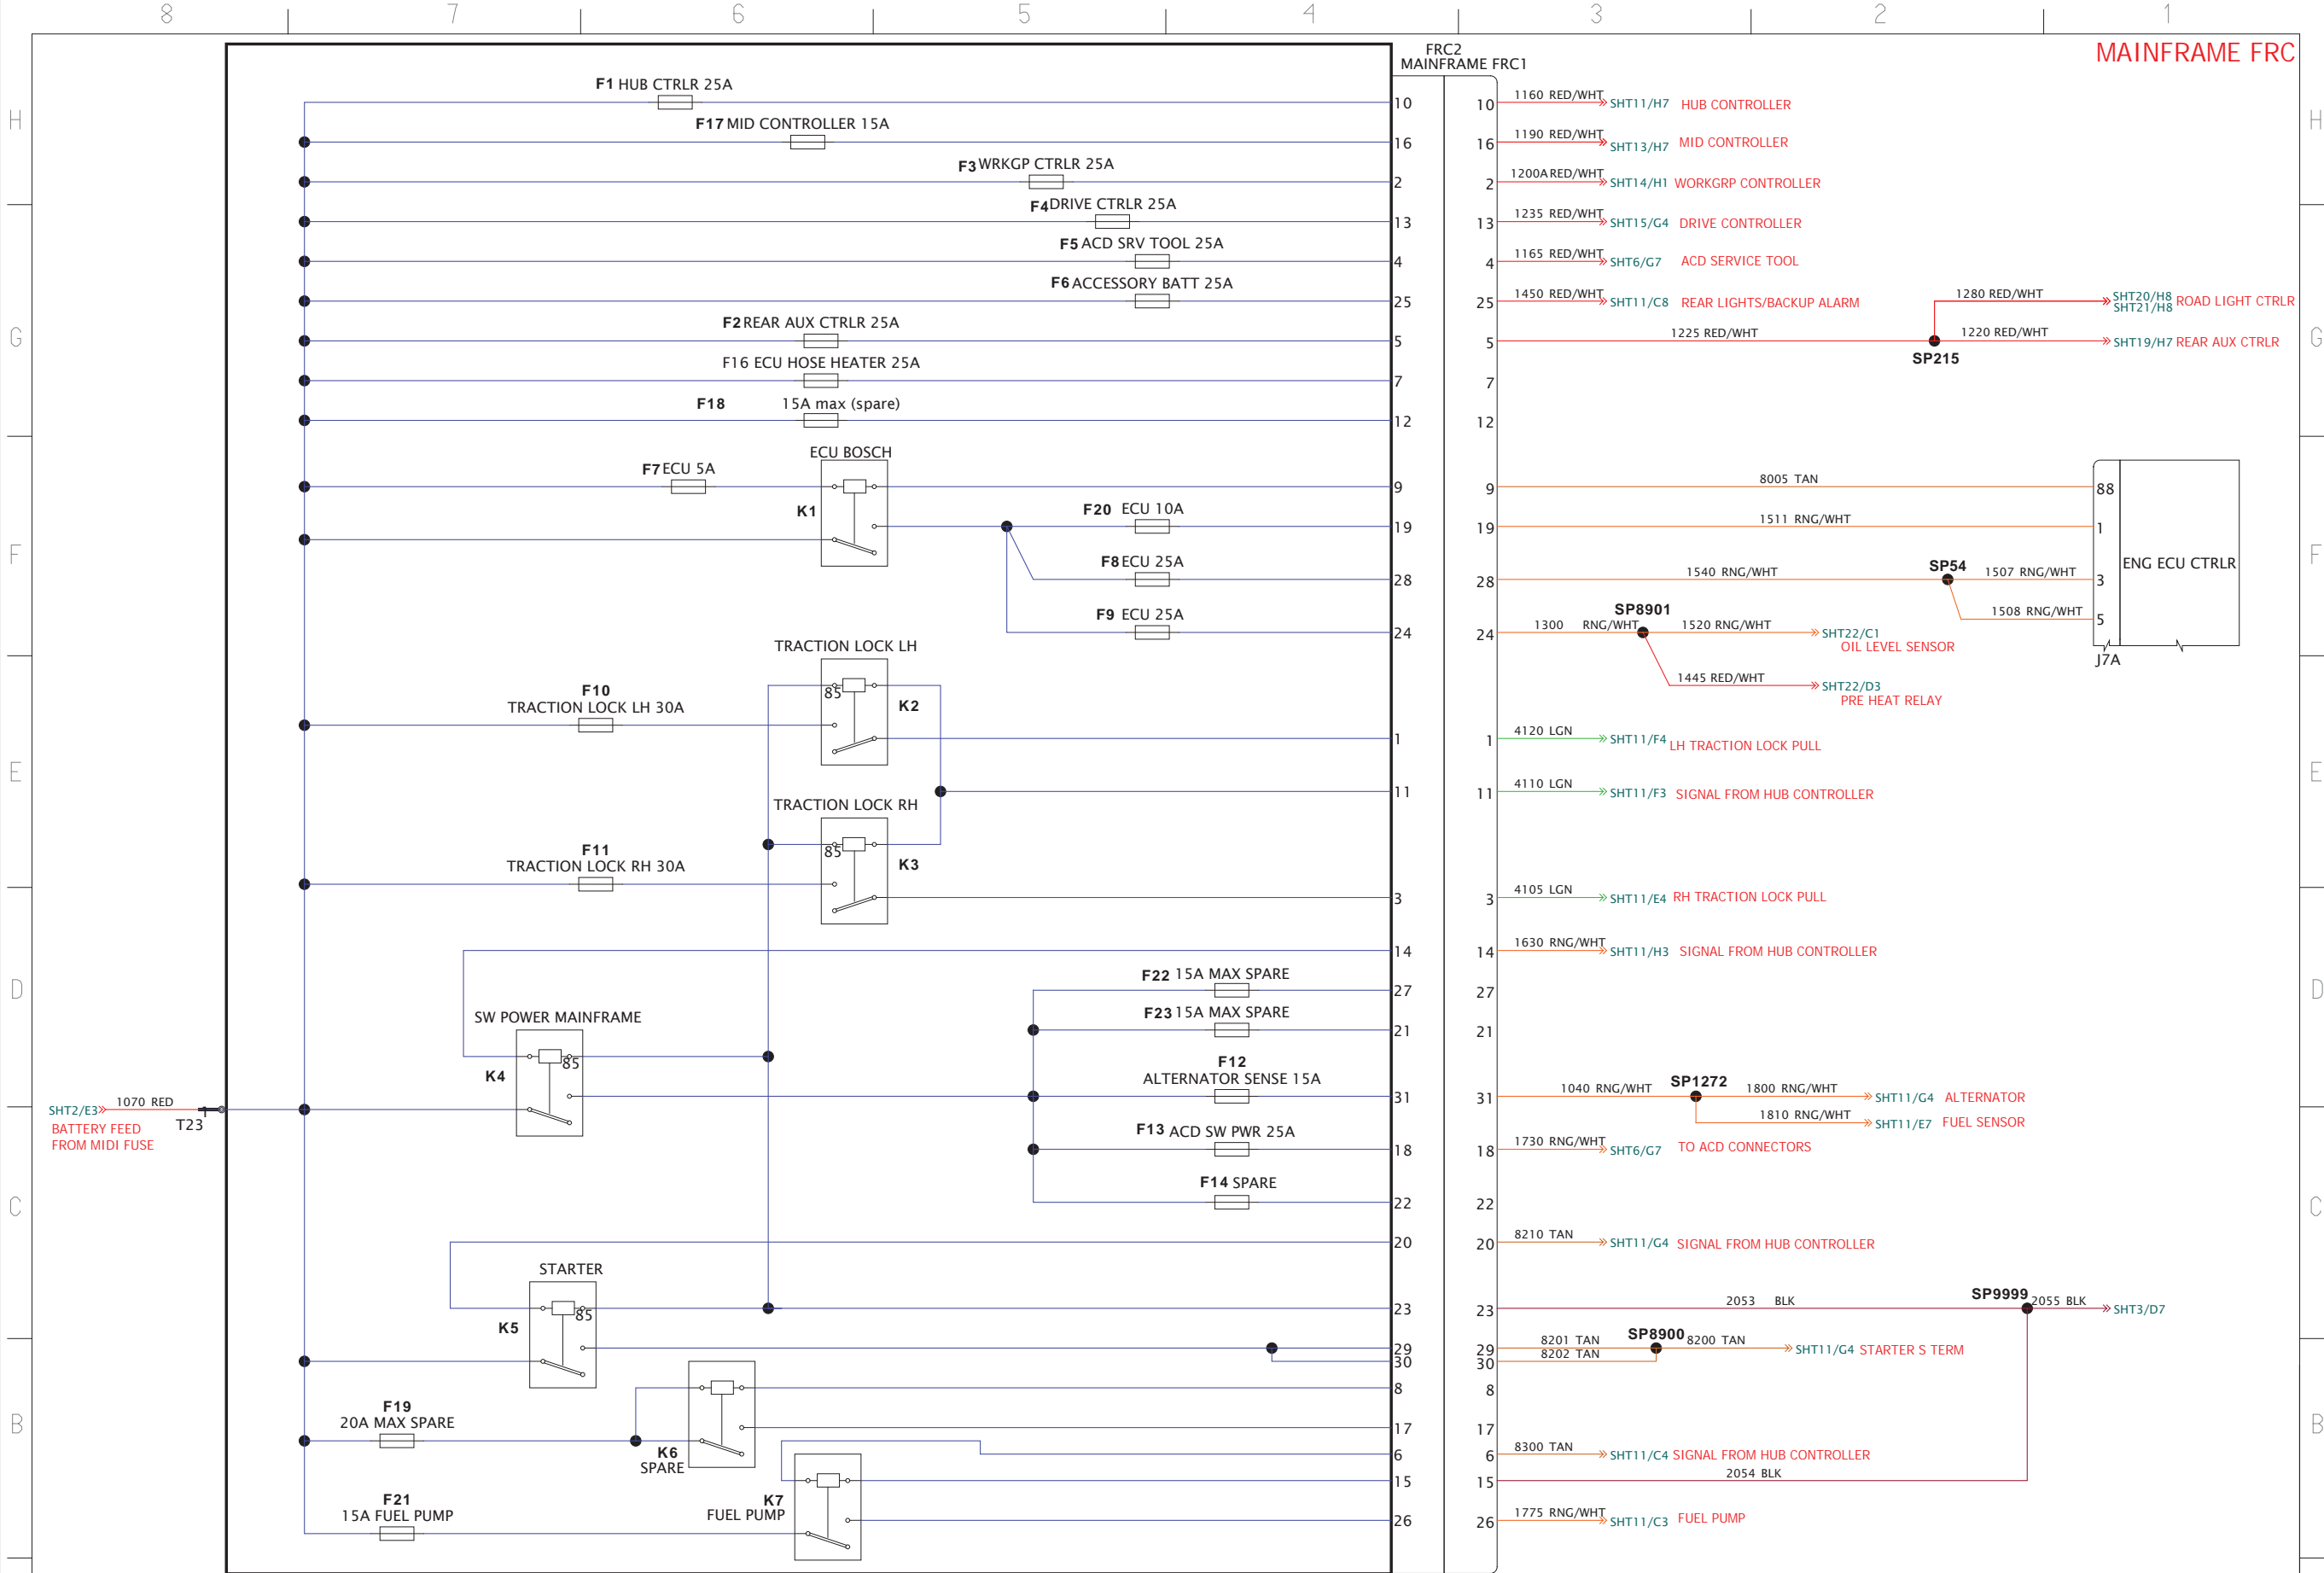 8 7 6 5 4 3 2 1
MAINFRAME FRC
FRC2
MAINFRAME FRC1
H H
F1 HUB CTRLR 25A
10 10 1160 RED/WHT SHT11/H7 HUB CONTROLLER
F17 MID CONTROLLER 15A
16 16 1190 RED/WHT SHT13/H7 MID CONTROLLER
F3 WRKGP CTRLR 25A
2 2 1200A RED/WHT SHT14/H1 WORKGRP CONTROLLER
F4 DRIVE CTRLR 25A
13 13 1235 RED/WHT SHT15/G4 DRIVE CONTROLLER
F5 ACD SRV TOOL 25A
4 4 1165 RED/WHT SHT6/G7 ACD SERVICE TOOL
F6 ACCESSORY BATT 25A
25 25 1450 RED/WHT SHT11/C8 REAR LIGHTS/BACKUP ALARM
1280 RED/WHT SHT20/H8 ROAD LIGHT CTRLR
SHT21/H8
G G
F2 REAR AUX CTRLR 25A
5 5 1225 RED/WHT 1220 RED/WHT SHT19/H7 REAR AUX CTRLR
SP215
F16 ECU HOSE HEATER 25A
7 7
F18 15A max (spare)
12 12
ECU BOSCH
F7 ECU 5A
9 9 8005 TAN 88
K1
F20 ECU 10A
19 19 1511 RNG/WHT 1
F F
F8 ECU 25A
28 28 1540 RNG/WHT SP54 1507 RNG/WHT 3
ENG ECU CTRLR
1508 RNG/WHT 5
J7A
F9 ECU 25A
24 24 1300 RNG/WHT SP8901 1520 RNG/WHT SHT22/C1
OIL LEVEL SENSOR
1445 RED/WHT SHT22/D3
PRE HEAT RELAY
TRACTION LOCK LH
85
K2
F10
TRACTION LOCK LH 30A
1 1 4120 LGN SHT11/F4 LH TRACTION LOCK PULL
E E
11 11 4110 LGN SHT11/F3 SIGNAL FROM HUB CONTROLLER
TRACTION LOCK RH
85
K3
F11
TRACTION LOCK RH 30A
3 3 4105 LGN SHT11/E4 RH TRACTION LOCK PULL
14 14 1630 RNG/WHT SHT11/H3 SIGNAL FROM HUB CONTROLLER
D D
F22 15A MAX SPARE
27 27
F23 15A MAX SPARE
21 21
SW POWER MAINFRAME
85
K4
F12
ALTERNATOR SENSE 15A
31 31 1040 RNG/WHT SP1272 1800 RNG/WHT SHT11/G4 ALTERNATOR
1810 RNG/WHT SHT11/E7 FUEL SENSOR
SHT2/E3 1070 RED 1
T23
BATTERY FEED
FROM MIDI FUSE
F13 ACD SW PWR 25A
18 18 1730 RNG/WHT SHT6/G7 TO ACD CONNECTORS
F14 SPARE
22 22
C C
20 20 8210 TAN SHT11/G4 SIGNAL FROM HUB CONTROLLER
STARTER
85
K5
23 23 2053 BLK SP9999 2055 BLK SHT3/D7
29 29 8201 TAN SP8900 8200 TAN SHT11/G4 STARTER S TERM
30 30 8202 TAN
8 8
F19
20A MAX SPARE
B B
17 17
K6
SPARE
6 6 8300 TAN SHT11/C4 SIGNAL FROM HUB CONTROLLER
15 15 2054 BLK
F21
15A FUEL PUMP
K7
FUEL PUMP
26 26 1775 RNG/WHT SHT11/C3 FUEL PUMP